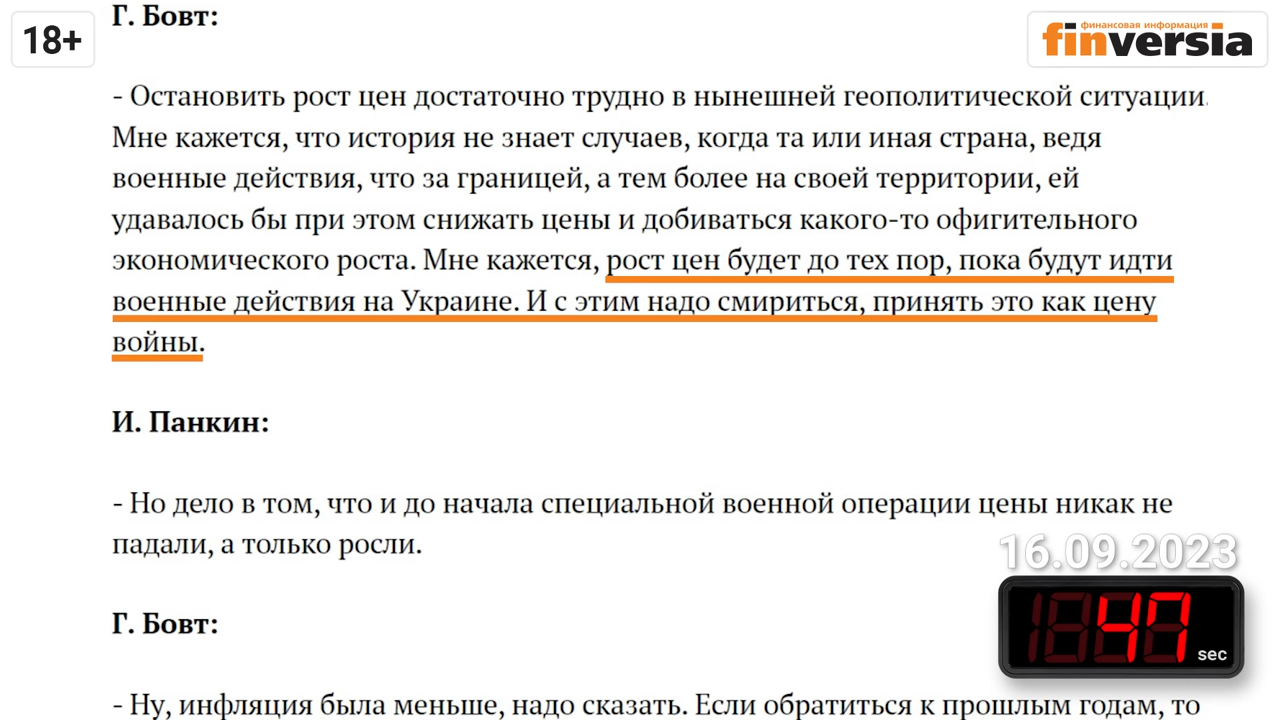 Г. Бовт:
18+
финансовая информация
finversia
- Остановить рост цен достаточно трудно в нынешней геополитической ситуации.
Мне кажется, что история не знает случаев, когда та или иная страна, ведя
военные действия, что за границей, а тем более на своей территории, ей
удавалось бы при этом снижать цены и добиваться какого-то офигительного
экономического роста. Мне кажется, рост цен будет до тех пор, пока будут идти
военные действия на Украине. И с этим надо смириться, принять это как цену
войны.
И. Панкин:
- Но дело в том, что и до начала специальной военной операции цены никак не
падали, а только росли.
16.09.2023
47
sec
Г. Бовт:
- Ну, инфляция была меньше, надо сказать. Если обратиться к прошлым годам, то